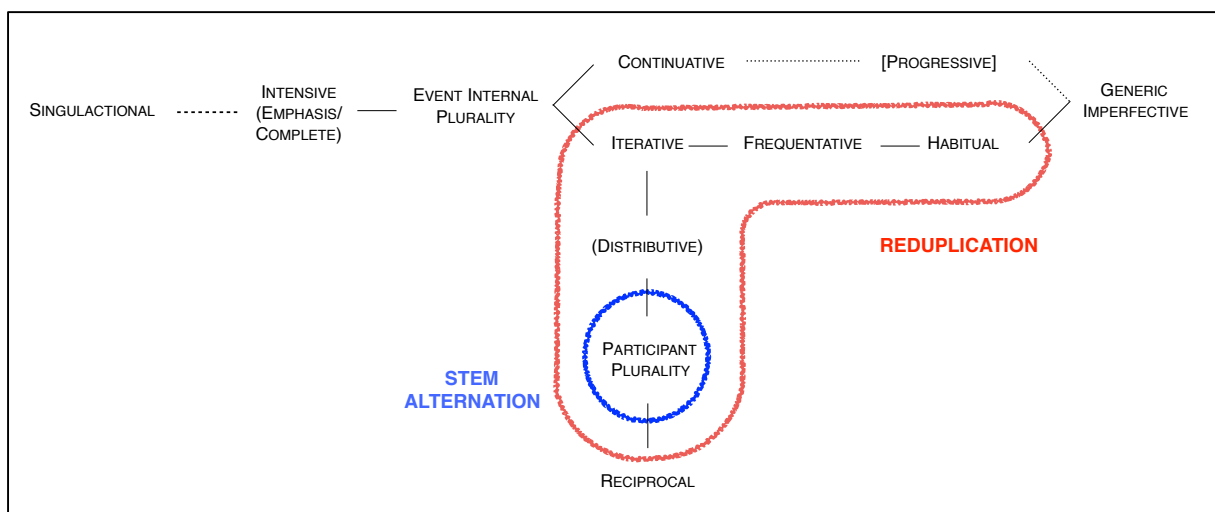 CONTINUATIVE
[PROGRESSIVE]
SINGULACTIONAL
INTENSIVE
(EMPHASIS/
COMPLETE)
EVENT INTERNAL
PLURALITY
GENERIC
IMPERFECTIVE
ITERATIVE
FREQUENTATIVE
HABITUAL
(DISTRIBUTIVE)
REDUPLICATION
PARTICIPANT
PLURALITY
STEM
ALTERNATION
RECIPROCAL